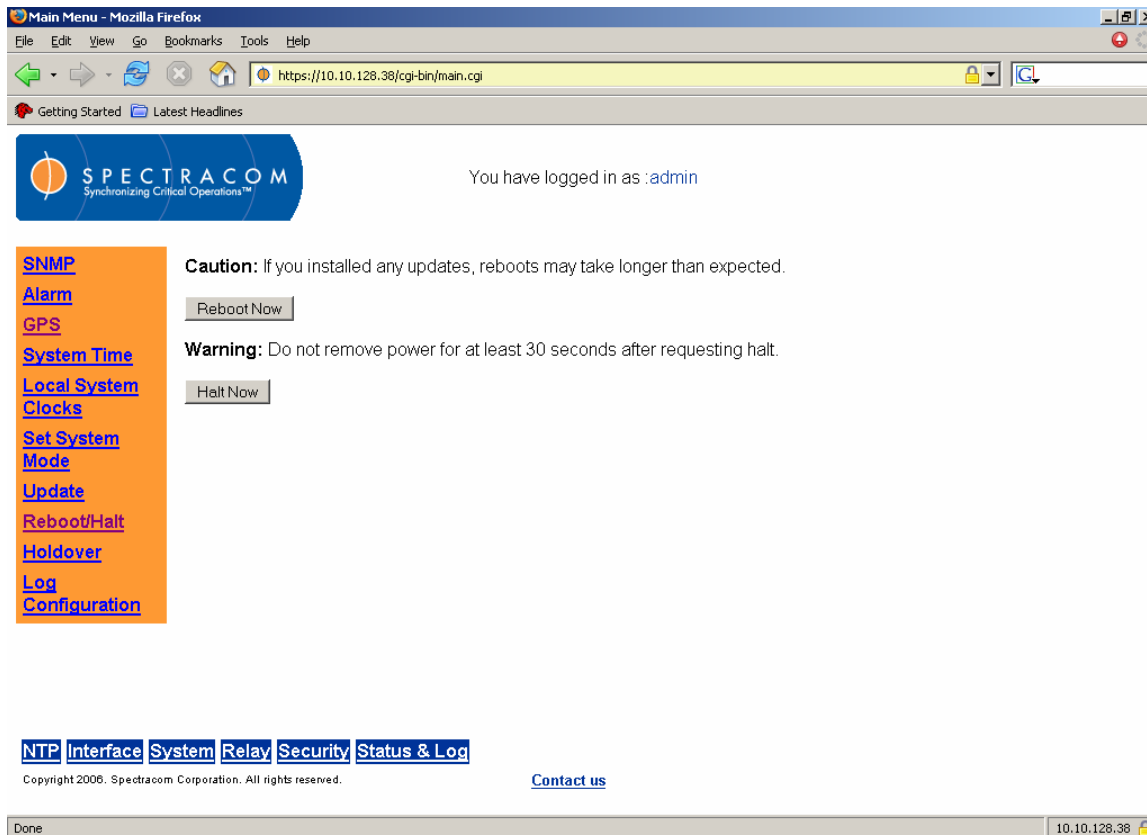 Main Menu - Mozilla Firefox
File Edit View Go Bookmarks Tools Help
https://10.10.128.38/cgi-bin/main.cgi
G
Getting Started Latest Headlines
SPECTRACOM
Synchronizing Critical Operations™
You have logged in as :admin
SNMP
Alarm
GPS
System Time
Local System
Clocks
Set System
Mode
Update
Reboot/Halt
Holdover
Log
Configuration
Caution: If you installed any updates, reboots may take longer than expected.
Reboot Now
Warning: Do not remove power for at least 30 seconds after requesting halt.
Halt Now
NTP Interface System Relay Security Status & Log
Copyright 2006. Spectracom Corporation. All rights reserved.
Contact us
Done
10.10.128.38